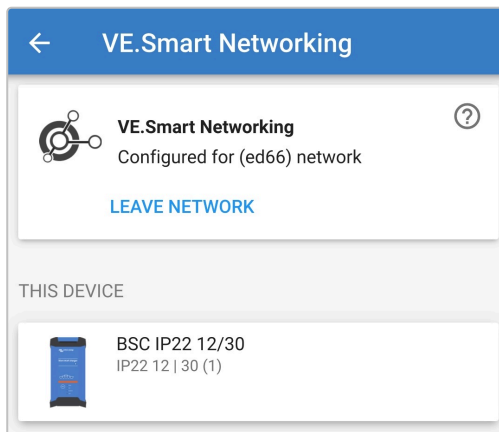 VE.Smart Networking
VE.Smart Networking
Configured for (ed66) network
LEAVE NETWORK
THIS DEVICE
BSC IP22 12/30
IP22 12 | 30 (1)